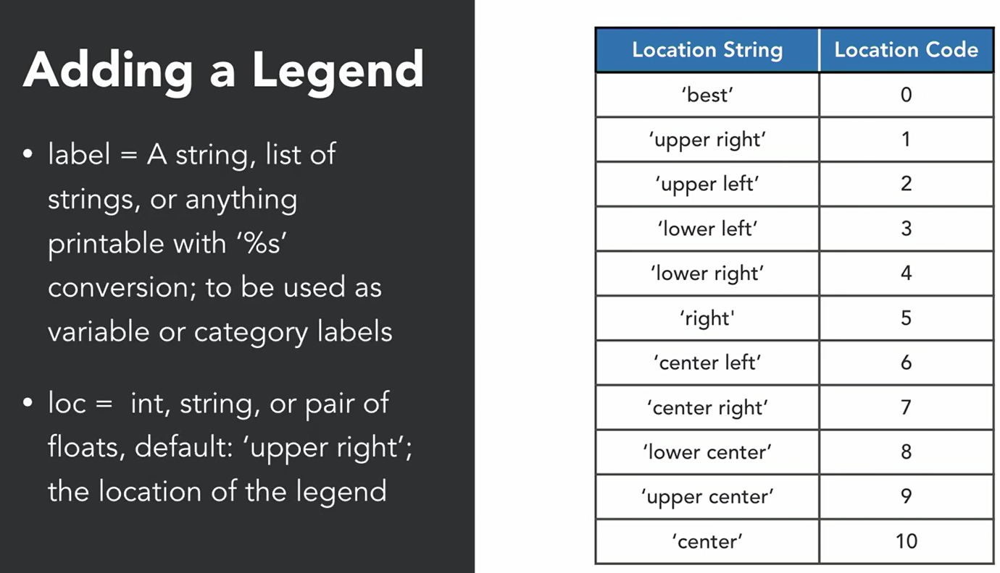 Adding a Legend
• label = A string, list of
strings, or anything
printable with ‘%s’
conversion; to be used as
variable or category labels
• loc = int, string, or pair of
floats, default: ‘upper right’;
the location of the legend
Location String Location Code
‘best’ 0
‘upper right’ 1
‘upper left’ 2
‘lower left’ 3
‘lower right’ 4
‘right' 5
‘center left’ 6
‘center right’ 7
‘lower center’ 8
‘upper center’ 9
‘center’ 10